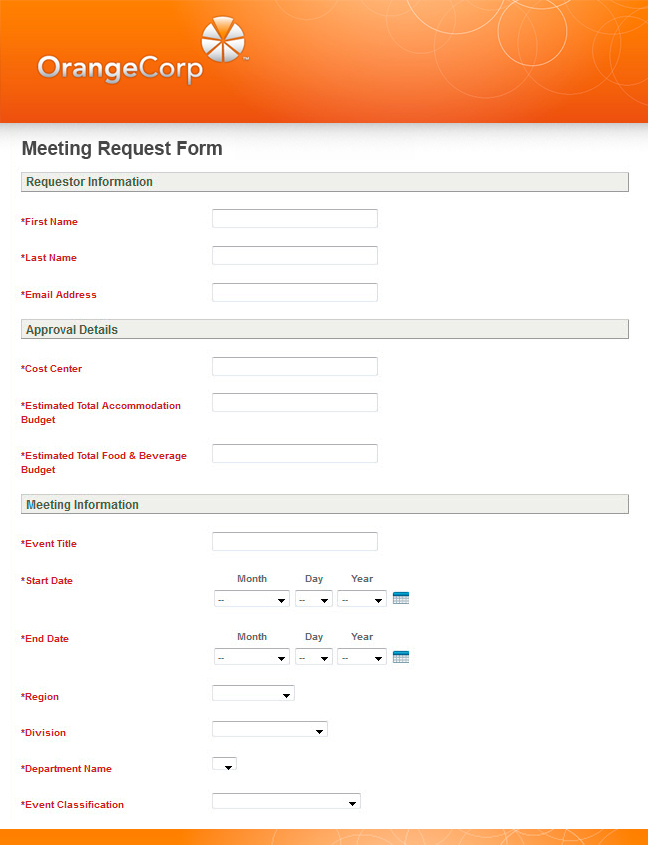 OrangeCorp™
Meeting Request Form
Requestor Information
*First Name
*Last Name
*Email Address
Approval Details
*Cost Center
*Estimated Total Accommodation
Budget
*Estimated Total Food & Beverage
Budget
Meeting Information
*Event Title
*Start Date
Month Day Year
-- -- --
*End Date
Month Day Year
-- -- --
*Region
*Division
*Department Name
*Event Classification